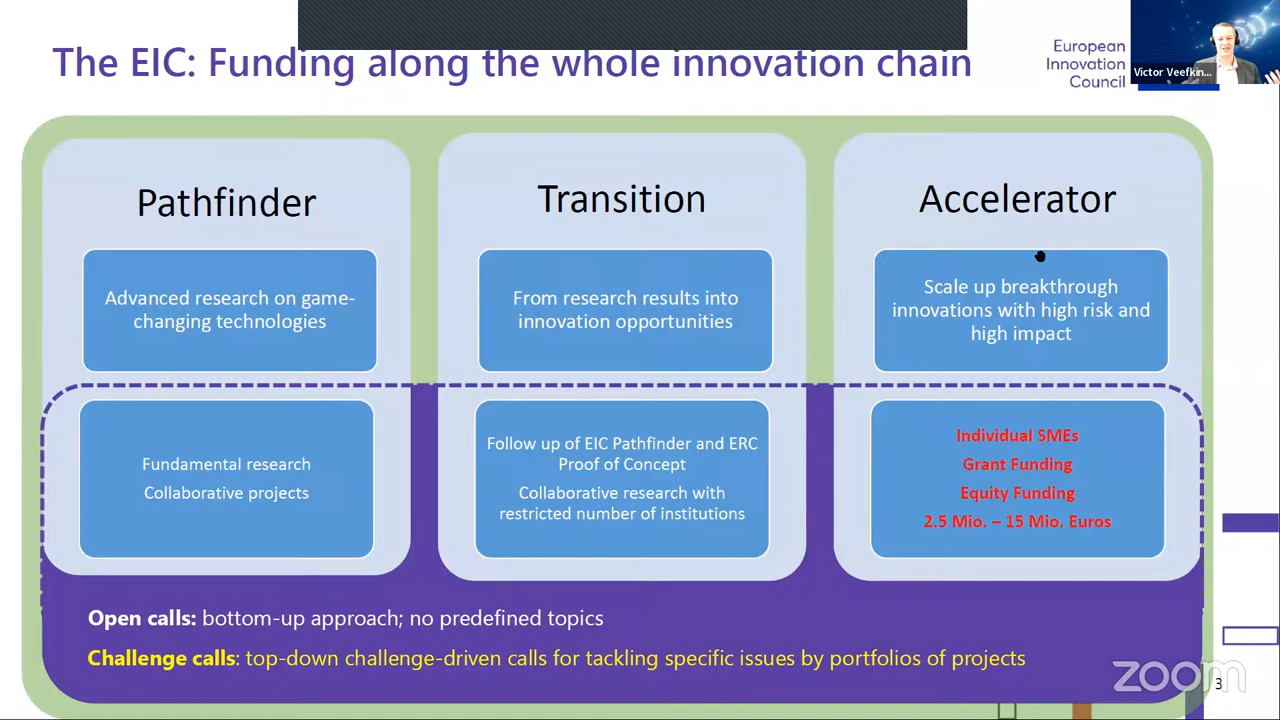 The EIC: Funding along the whole innovation chain
European
Innovation
Council
Victor Veefkin...
Pathfinder
Advanced research on game-
changing technologies
Fundamental research
Collaborative projects
Transition
From research results into
innovation opportunities
Follow up of EIC Pathfinder and ERC
Proof of Concept
Collaborative research with
restricted number of institutions
Accelerator
Scale up breakthrough
innovations with high risk and
high impact
Individual SMEs
Grant Funding
Equity Funding
2.5 Mio. – 15 Mio. Euros
Open calls: bottom-up approach; no predefined topics
Challenge calls: top-down challenge-driven calls for tackling specific issues by portfolios of projects
zoom
3